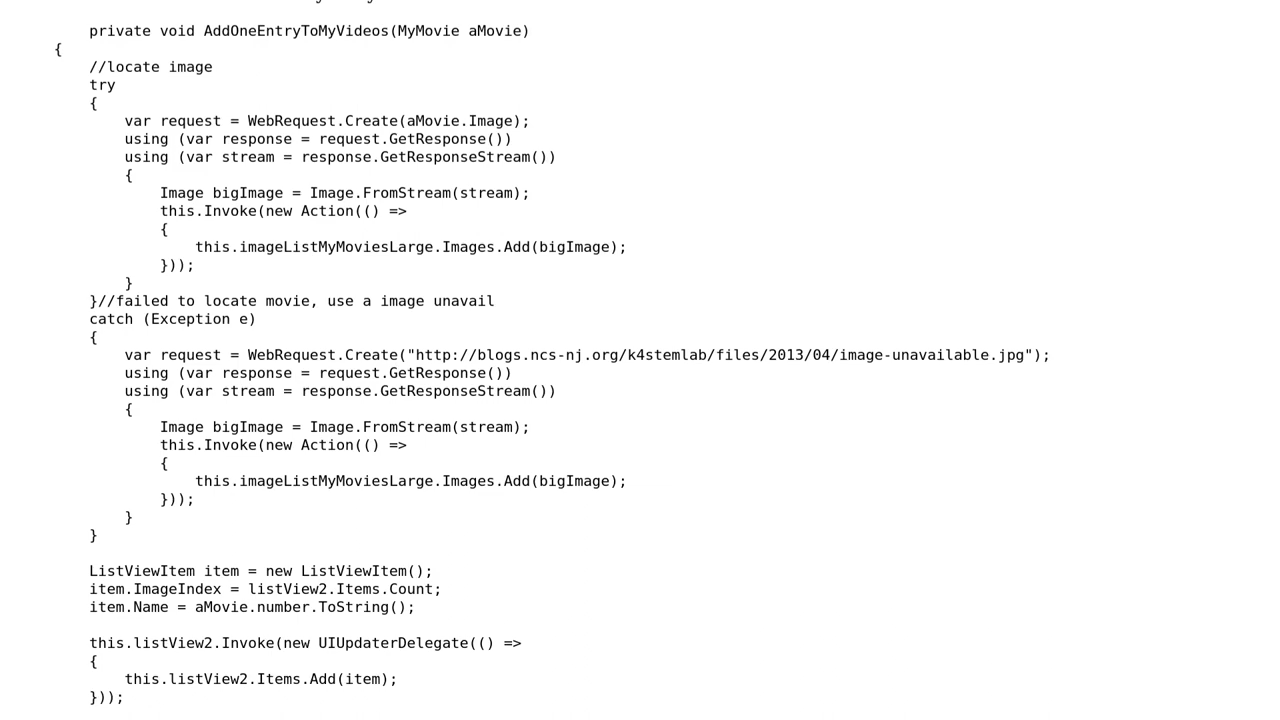 private void AddOneEntryToMyVideos(MyMovie aMovie)
{
//locate image
try
{
var request = WebRequest.Create(aMovie.Image);
using (var response = request.GetResponse())
using (var stream = response.GetResponseStream())
{
Image bigImage = Image.FromStream(stream);
this.Invoke(new Action(() =>
{
this.imageListMyMoviesLarge.Images.Add(bigImage);
}));
}
}//failed to locate movie, use a image unavail
catch (Exception e)
{
var request = WebRequest.Create("http://blogs.ncs-nj.org/k4stemlab/files/2013/04/image-unavailable.jpg");
using (var response = request.GetResponse())
using (var stream = response.GetResponseStream())
{
Image bigImage = Image.FromStream(stream);
this.Invoke(new Action(() =>
{
this.imageListMyMoviesLarge.Images.Add(bigImage);
}));
}
}
ListViewItem item = new ListViewItem();
item.ImageIndex = listView2.Items.Count;
item.Name = aMovie.number.ToString();
this.listView2.Invoke(new UIUpdaterDelegate(() =>
{
this.listView2.Items.Add(item);
}));